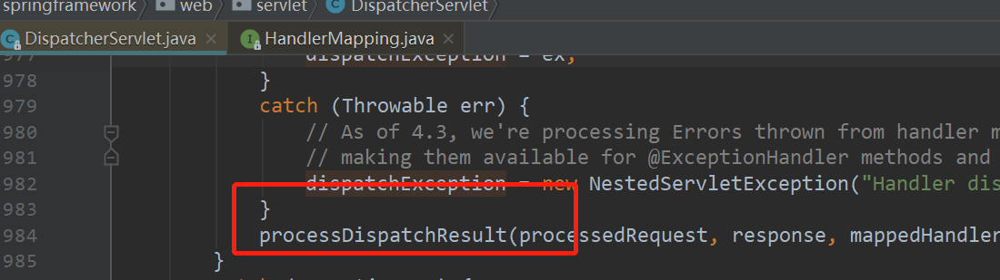 springframework web servlet DispatcherServlet
DispatcherServlet.java HandlerMapping.java
977 dispatchException = ex;
978 }
979 catch (Throwable err) {
980 // As of 4.3, we're processing Errors thrown from handler m
981 // making them available for @ExceptionHandler methods and
982 dispatchException = new NestedServletException("Handler dis
983 }
984 processDispatchResult(processedRequest, response, mappedHandler
985 }